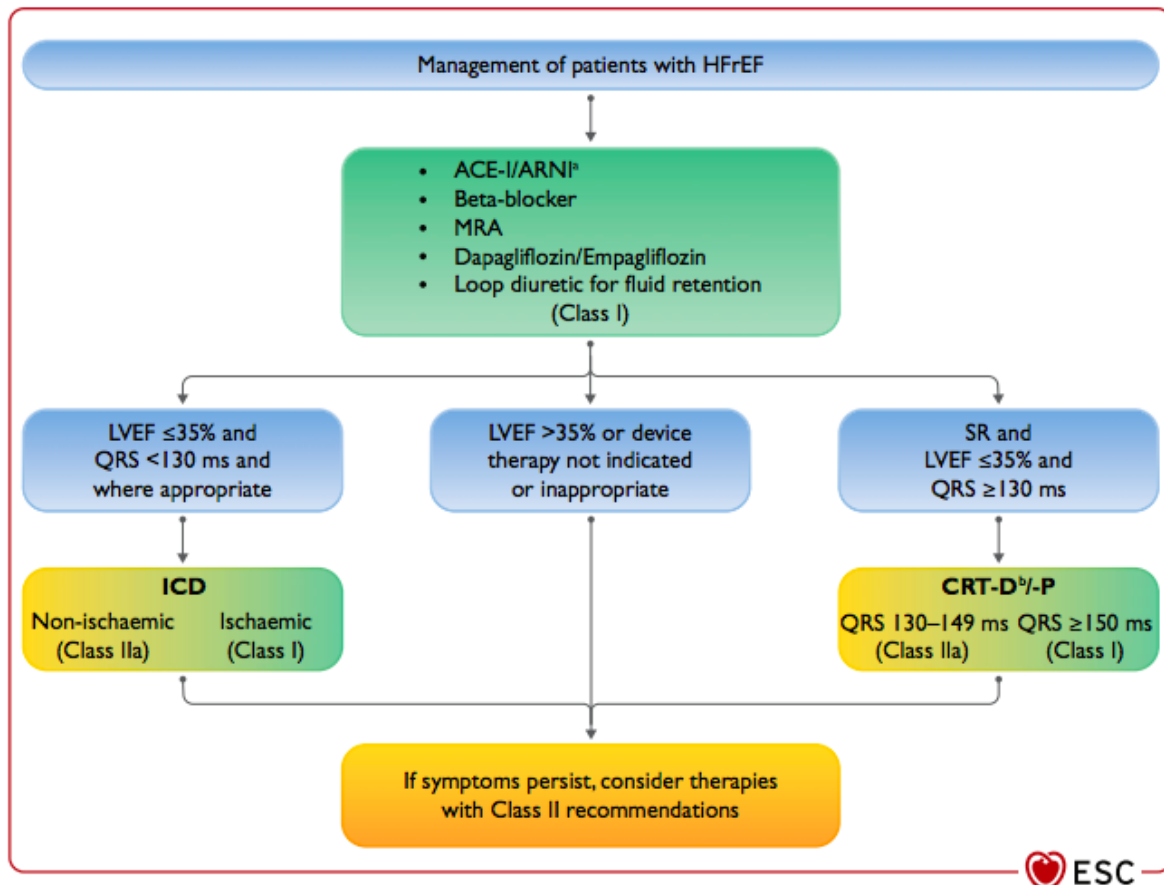 Management of patients with HFrEF
• ACE-I/ARNIᵃ
• Beta-blocker
• MRA
• Dapagliflozin/Empagliflozin
• Loop diuretic for fluid retention
(Class I)
LVEF ≤35% and
QRS <130 ms and
where appropriate
LVEF >35% or device
therapy not indicated
or inappropriate
SR and
LVEF ≤35% and
QRS ≥130 ms
ICD
Non-ischaemic
(Class IIa)
Ischaemic
(Class I)
CRT-Dᵇ/-P
QRS 130–149 ms
(Class IIa)
QRS ≥150 ms
(Class I)
If symptoms persist, consider therapies
with Class II recommendations
ESC